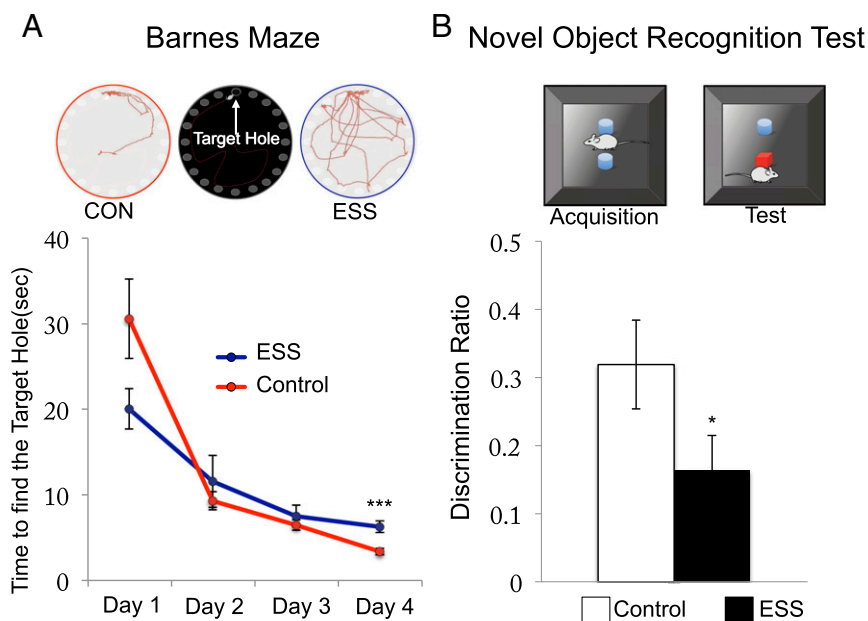 A
Barnes Maze
Target Hole
CON
ESS
Time to find the Target Hole(sec)
40
30
20
10
0
ESS
Control
***
Day 1
Day 2
Day 3
Day 4
B
Novel Object Recognition Test
Acquisition
Test
Discrimination Ratio
0.5
0.4
0.3
0.2
0.1
0
*
Control
ESS